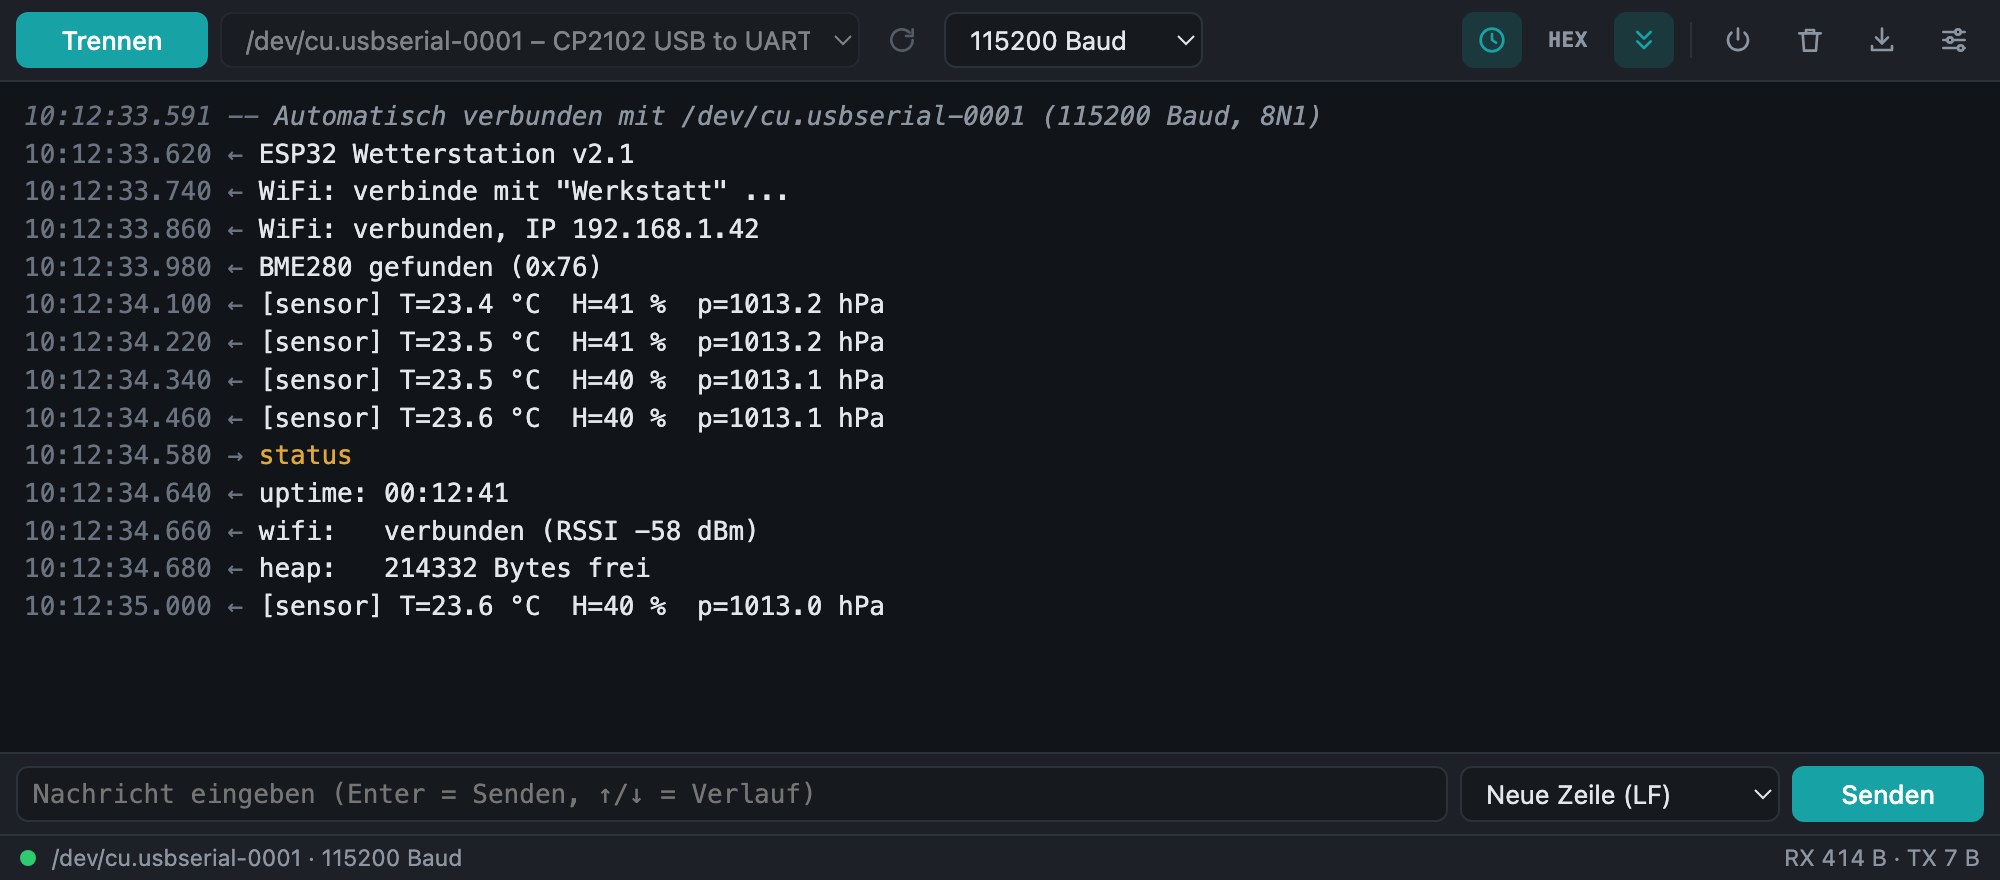 Trennen /dev/cu.usbserial-0001 – CP2102 USB to UART 115200 Baud HEX
10:12:33.591 -- Automatisch verbunden mit /dev/cu.usbserial-0001 (115200 Baud, 8N1)
10:12:33.620 ← ESP32 Wetterstation v2.1
10:12:33.740 ← WiFi: verbinde mit "Werkstatt" ...
10:12:33.860 ← WiFi: verbunden, IP 192.168.1.42
10:12:33.980 ← BME280 gefunden (0x76)
10:12:34.100 ← [sensor] T=23.4 °C  H=41 %  p=1013.2 hPa
10:12:34.220 ← [sensor] T=23.5 °C  H=41 %  p=1013.2 hPa
10:12:34.340 ← [sensor] T=23.5 °C  H=40 %  p=1013.1 hPa
10:12:34.460 ← [sensor] T=23.6 °C  H=40 %  p=1013.1 hPa
10:12:34.580 → status
10:12:34.640 ← uptime: 00:12:41
10:12:34.660 ← wifi:   verbunden (RSSI -58 dBm)
10:12:34.680 ← heap:   214332 Bytes frei
10:12:35.000 ← [sensor] T=23.6 °C  H=40 %  p=1013.0 hPa
Nachricht eingeben (Enter = Senden, ↑/↓ = Verlauf) Neue Zeile (LF) Senden
/dev/cu.usbserial-0001 · 115200 Baud RX 414 B · TX 7 B